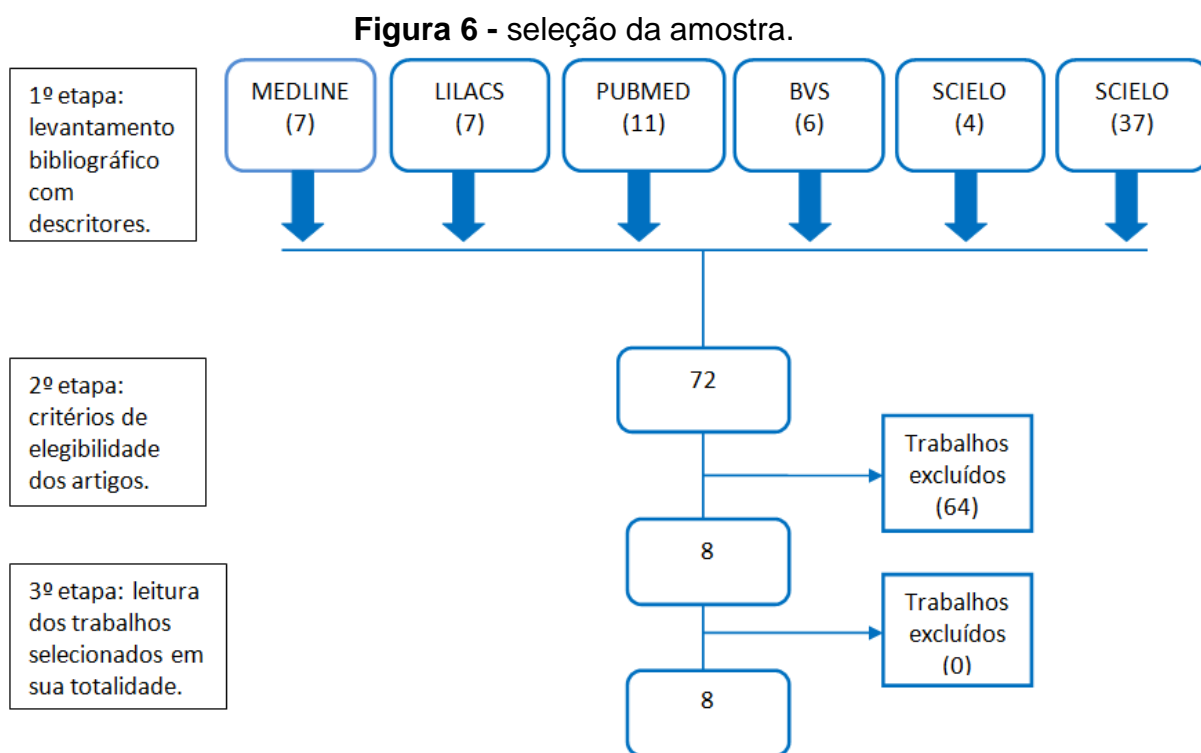 Figura 6 - seleção da amostra.
1º etapa:
levantamento
bibliográfico
com
descritores.
MEDLINE
(7)
LILACS
(7)
PUBMED
(11)
BVS
(6)
SCIELO
(4)
SCIELO
(37)
2º etapa:
critérios de
elegibilidade
dos artigos.
72
Trabalhos
excluídos
(64)
8
3º etapa: leitura
dos trabalhos
selecionados em
sua totalidade.
Trabalhos
excluídos
(0)
8